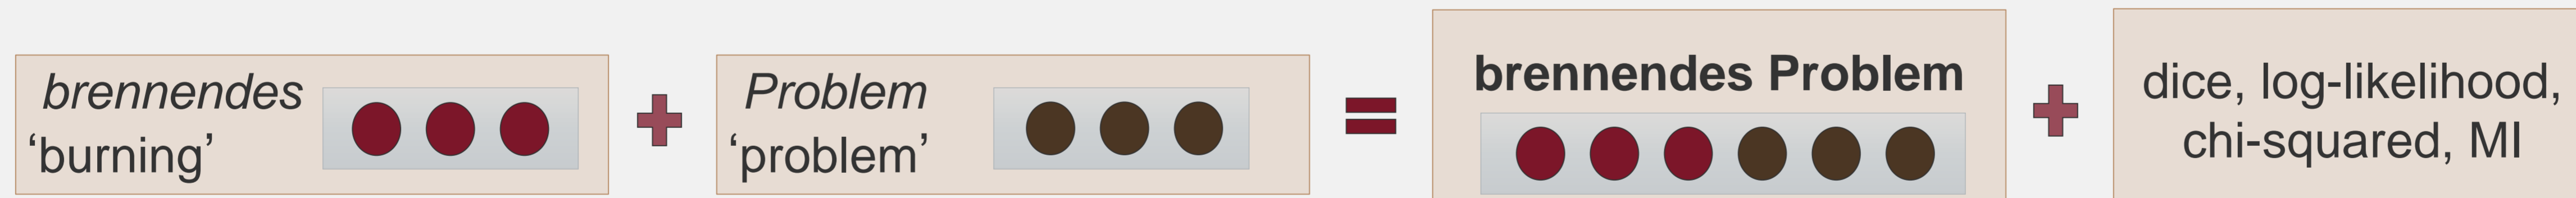 brennendes
‘burning’
Problem
‘problem’
brennendes Problem
dice, log-likelihood,
chi-squared, MI